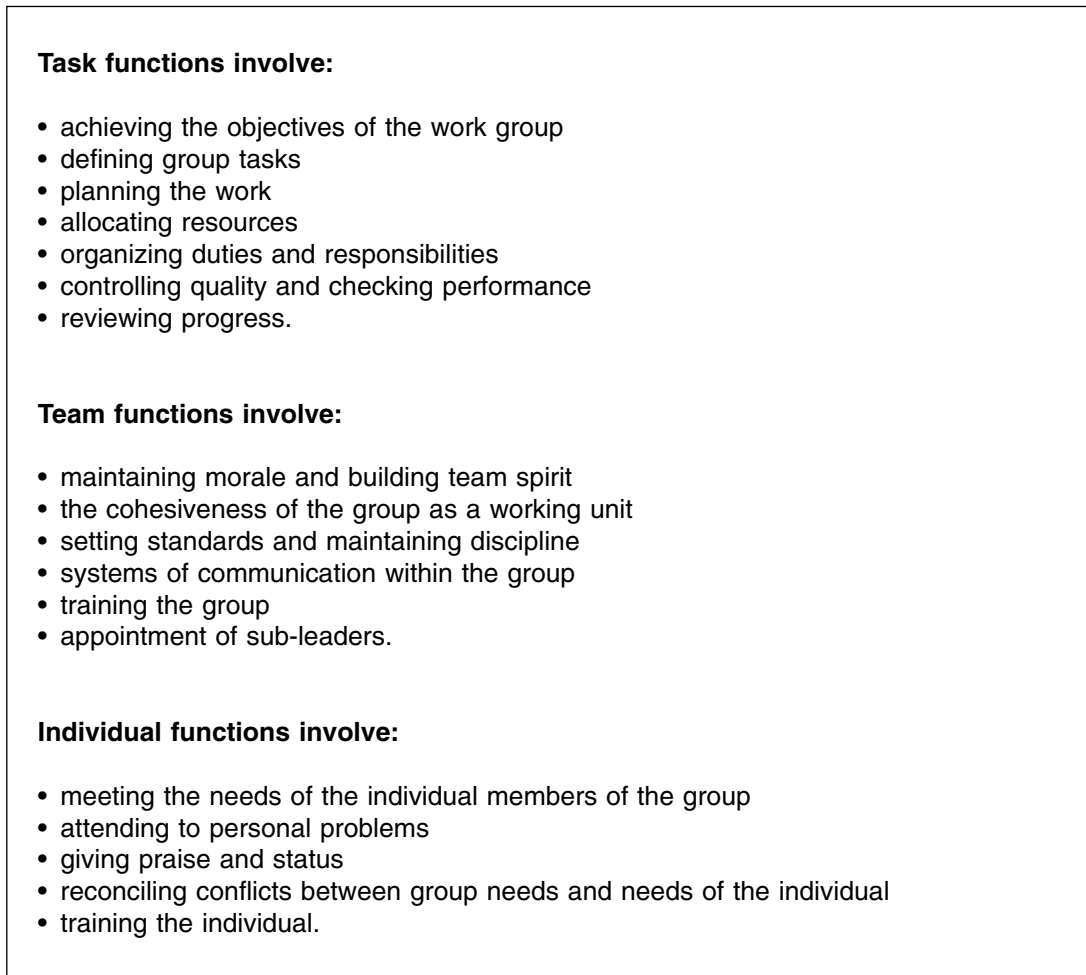 Task functions involve:
• achieving the objectives of the work group
• defining group tasks
• planning the work
• allocating resources
• organizing duties and responsibilities
• controlling quality and checking performance
• reviewing progress.
Team functions involve:
• maintaining morale and building team spirit
• the cohesiveness of the group as a working unit
• setting standards and maintaining discipline
• systems of communication within the group
• training the group
• appointment of sub-leaders.
Individual functions involve:
• meeting the needs of the individual members of the group
• attending to personal problems
• giving praise and status
• reconciling conflicts between group needs and needs of the individual
• training the individual.